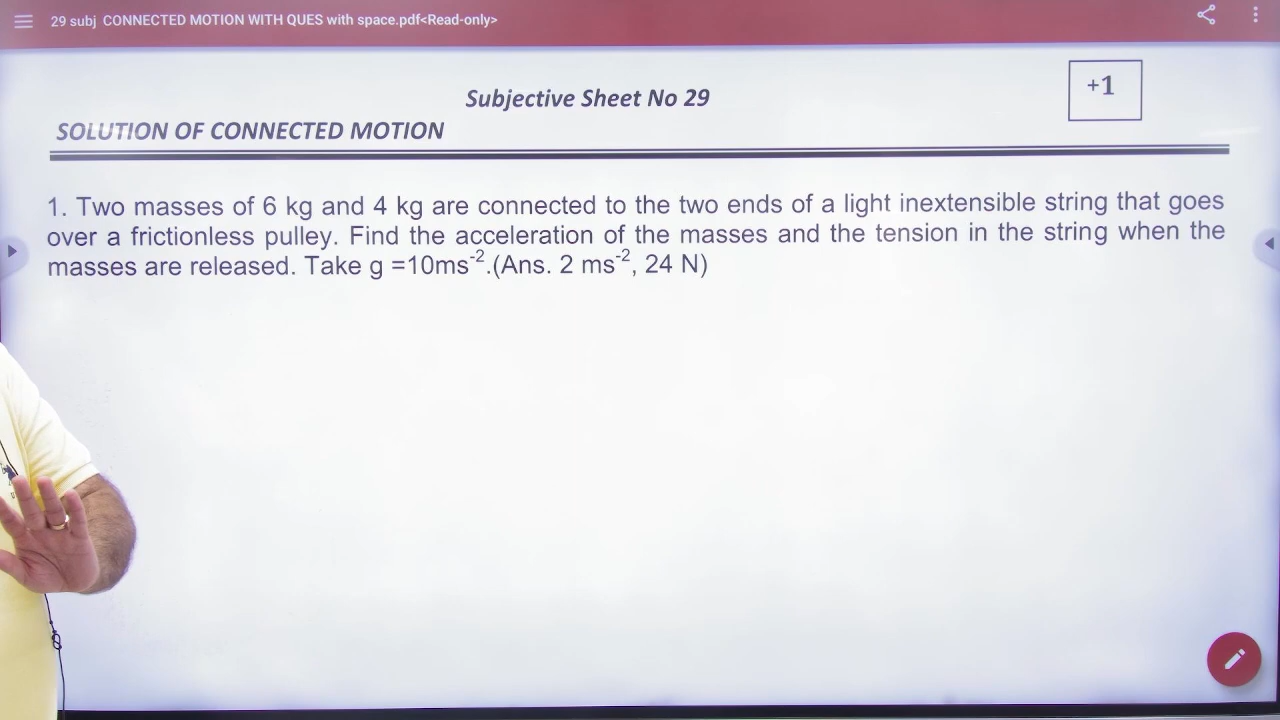 29 subj CONNECTED MOTION WITH QUES with space.pdf<Read-only>
+1
Subjective Sheet No 29
SOLUTION OF CONNECTED MOTION
1. Two masses of 6 kg and 4 kg are connected to the two ends of a light inextensible string that goes
over a frictionless pulley. Find the acceleration of the masses and the tension in the string when the
masses are released. Take g =10ms⁻².(Ans. 2 ms⁻², 24 N)